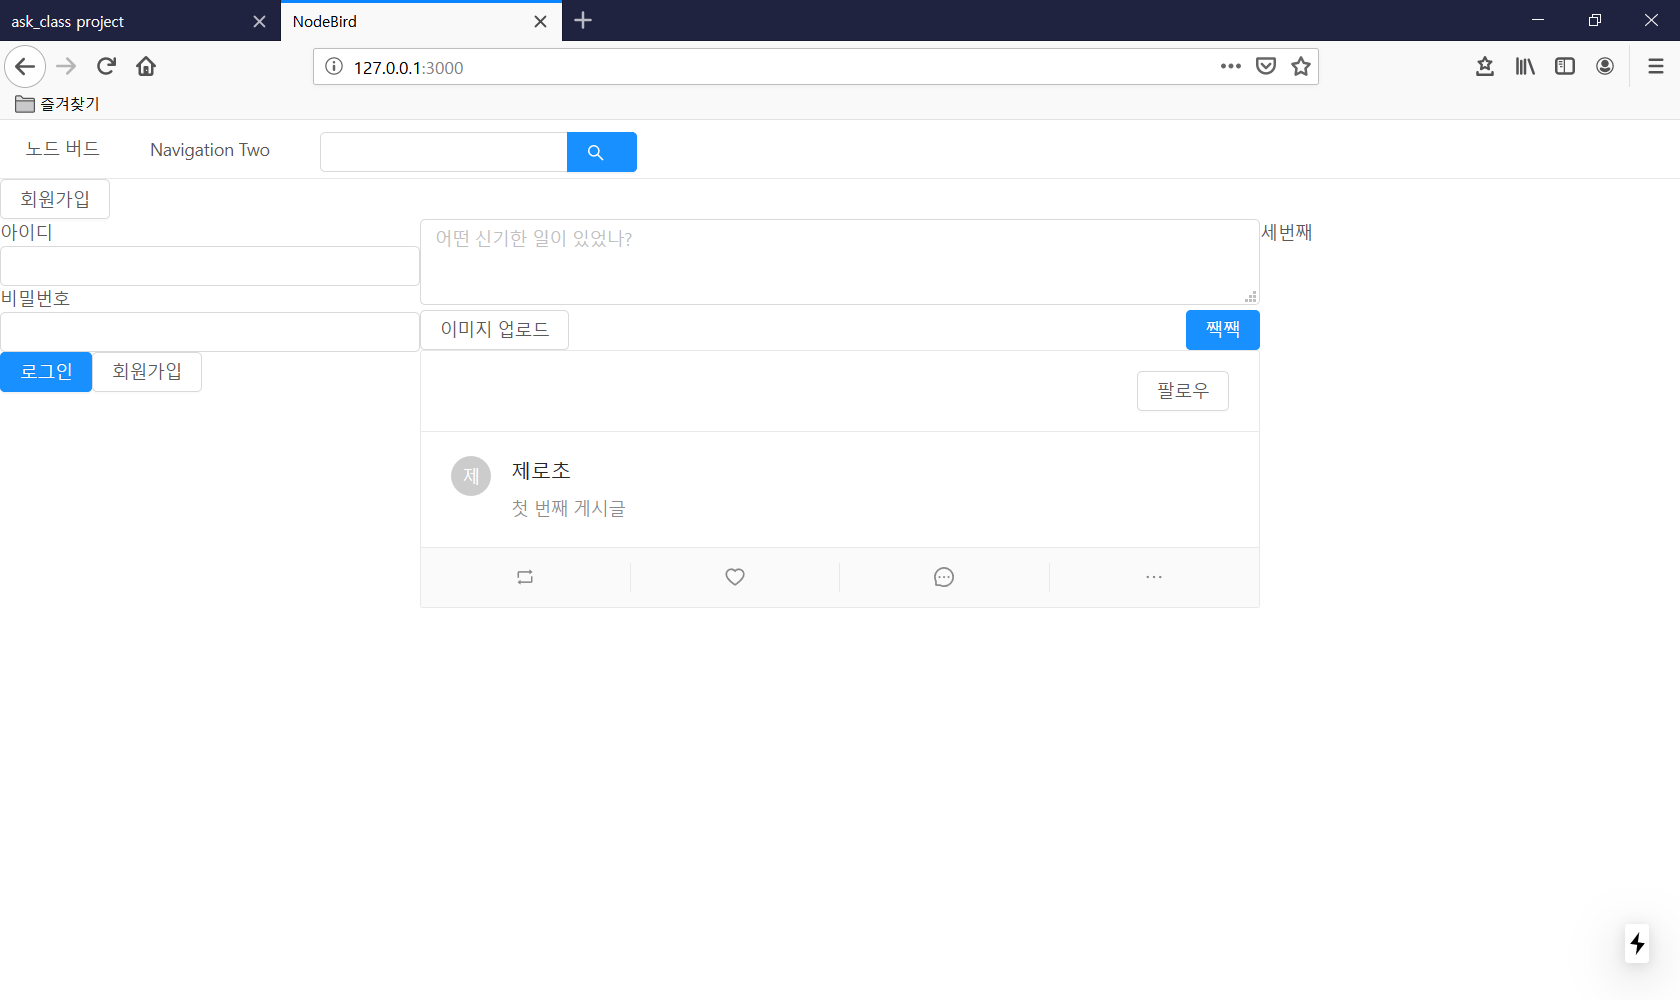 ask_class project
NodeBird
127.0.0.1:3000
즐겨찾기
노드 버드
Navigation Two
회원가입
아이디
비밀번호
로그인
회원가입
어떤 신기한 일이 있었나?
이미지 업로드
짹짹
팔로우
제
제로초
첫 번째 게시글
세번째